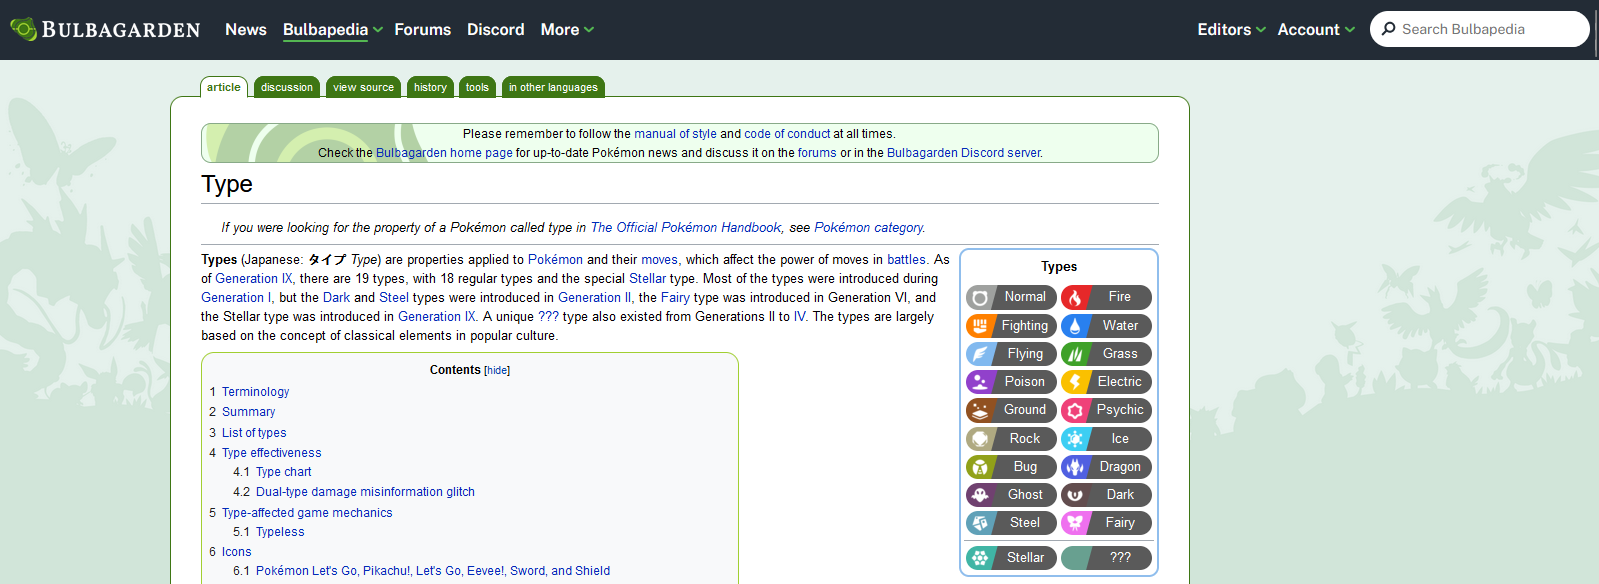 BULBAGARDEN News Bulbapedia Forums Discord More Editors Account Search Bulbapedia
article discussion view source history tools in other languages
Please remember to follow the manual of style and code of conduct at all times.
Check the Bulbagarden home page for up-to-date Pokémon news and discuss it on the forums or in the Bulbagarden Discord server.
Type
If you were looking for the property of a Pokémon called type in The Official Pokémon Handbook, see Pokémon category.
Types (Japanese: タイプ Type) are properties applied to Pokémon and their moves, which affect the power of moves in battles. As
of Generation IX, there are 19 types, with 18 regular types and the special Stellar type. Most of the types were introduced during
Generation I, but the Dark and Steel types were introduced in Generation II, the Fairy type was introduced in Generation VI, and
the Stellar type was introduced in Generation IX. A unique ??? type also existed from Generations II to IV. The types are largely
based on the concept of classical elements in popular culture.
Contents [hide]
1 Terminology
2 Summary
3 List of types
4 Type effectiveness
4.1 Type chart
4.2 Dual-type damage misinformation glitch
5 Type-affected game mechanics
5.1 Typeless
6 Icons
6.1 Pokémon Let's Go, Pikachu!, Let's Go, Eevee!, Sword, and Shield
Types
Normal Fire
Fighting Water
Flying Grass
Poison Electric
Ground Psychic
Rock Ice
Bug Dragon
Ghost Dark
Steel Fairy
Stellar ???